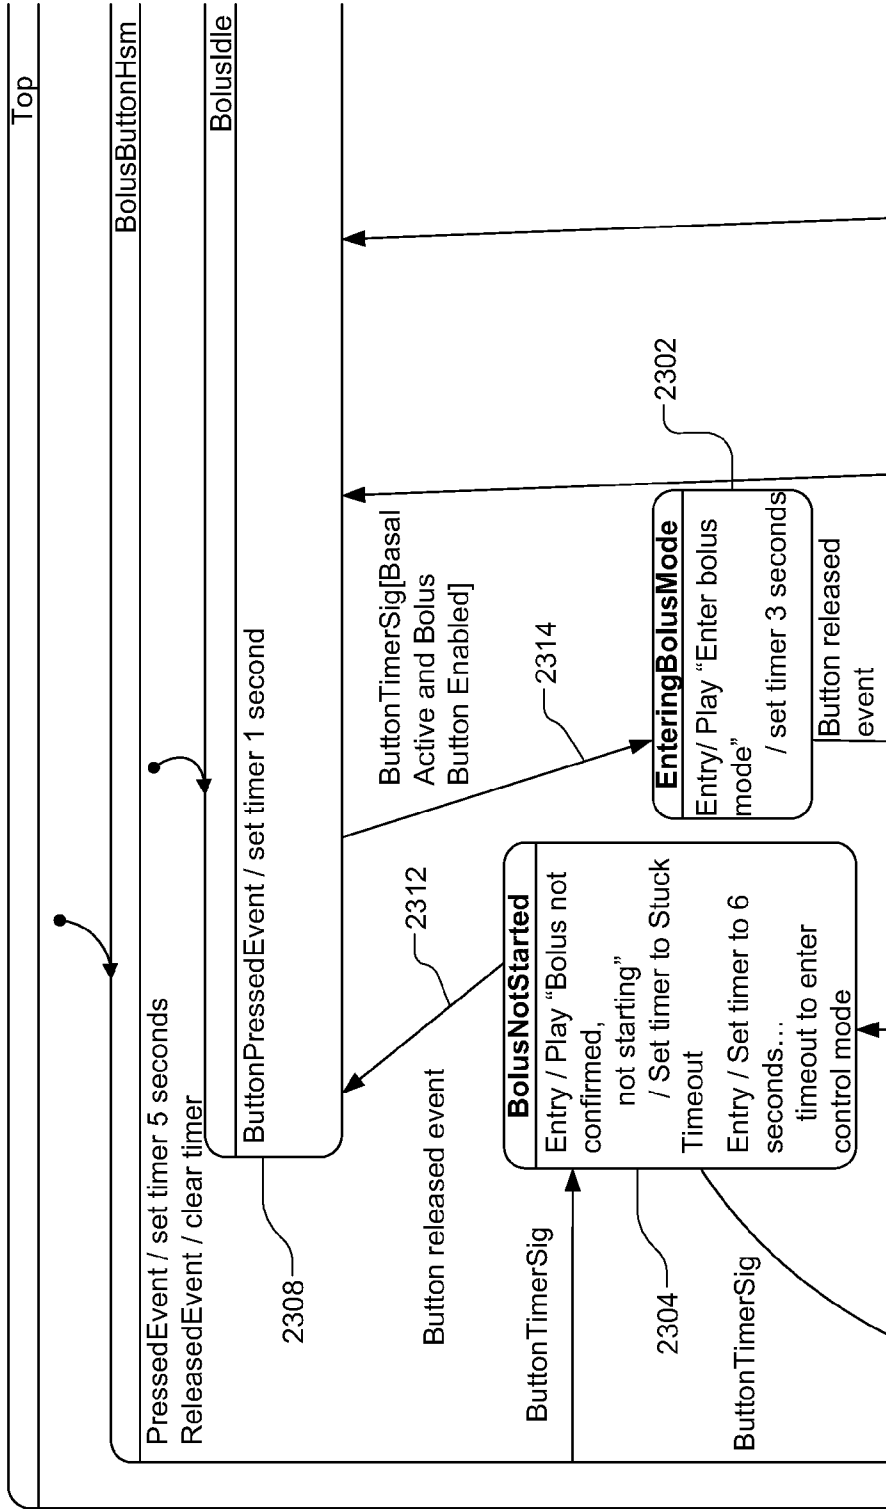 Top
BolusButtonHsm
PressedEvent / set timer 5 seconds
ReleasedEvent / clear timer
BolusIdle
ButtonPressedEvent / set timer 1 second
2308
Button released event
2312
ButtonTimerSig[Basal
Active and Bolus
Button Enabled]
2314
ButtonTimerSig
BolusNotStarted
Entry / Play “Bolus not
confirmed,
not starting”
/ Set timer to Stuck
Timeout
Entry / Set timer to 6
seconds...
timeout to enter
control mode
2304
ButtonTimerSig
EnteringBolusMode
Entry/ Play “Enter bolus
mode”
/ set timer 3 seconds
2302
Button released
event